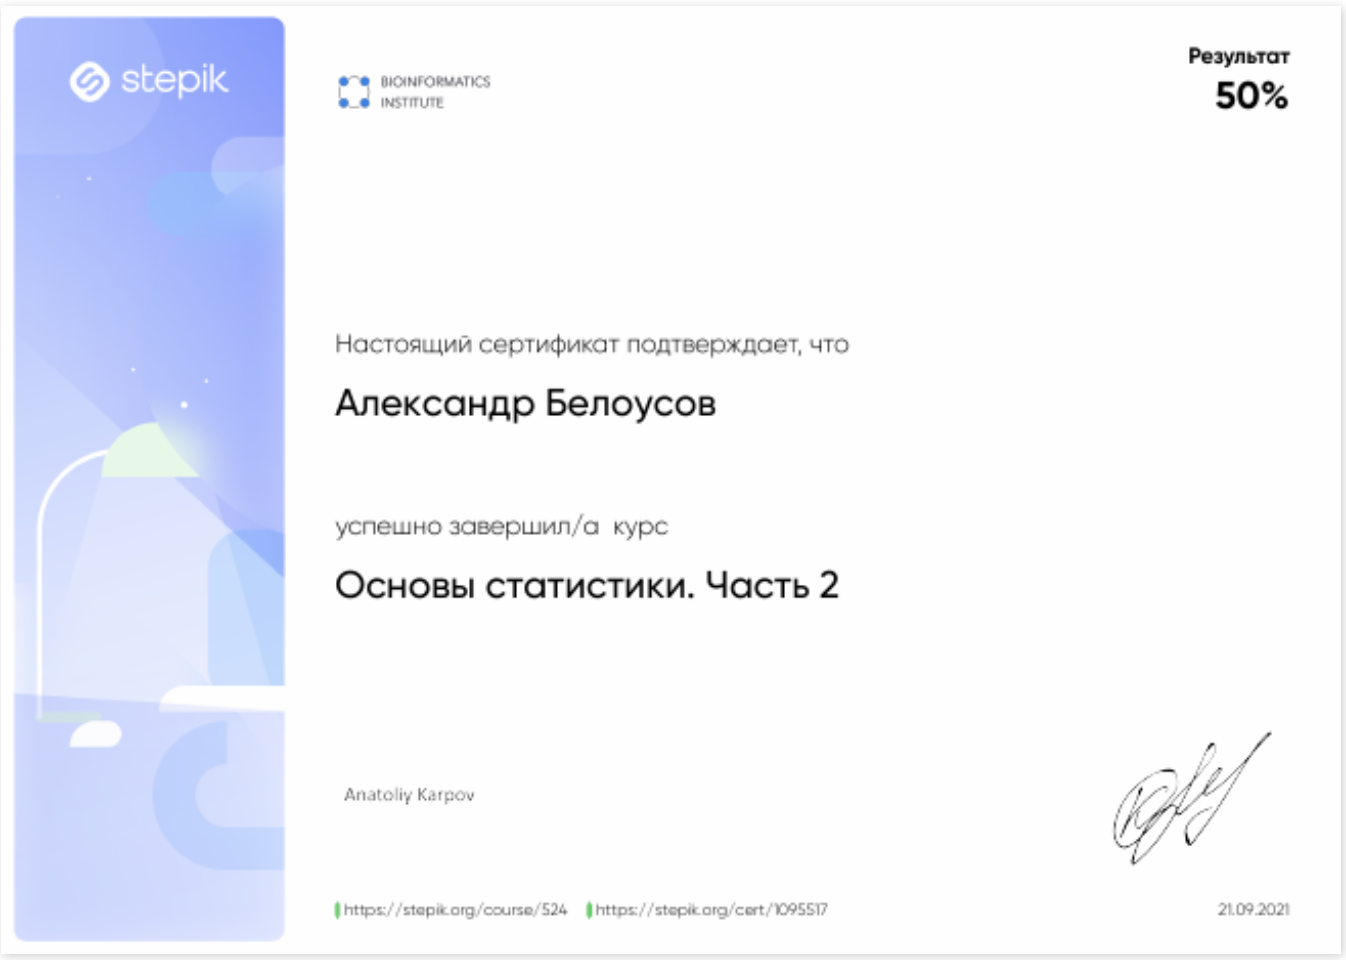 stepik
BIOINFORMATICS
INSTITUTE
Результат
50%
Настоящий сертификат подтверждает, что
Александр Белоусов
успешно завершил/а курс
Основы статистики. Часть 2
Anatoliy Karpov
https://stepik.org/course/524
https://stepik.org/cert/1095517
21.09.2021